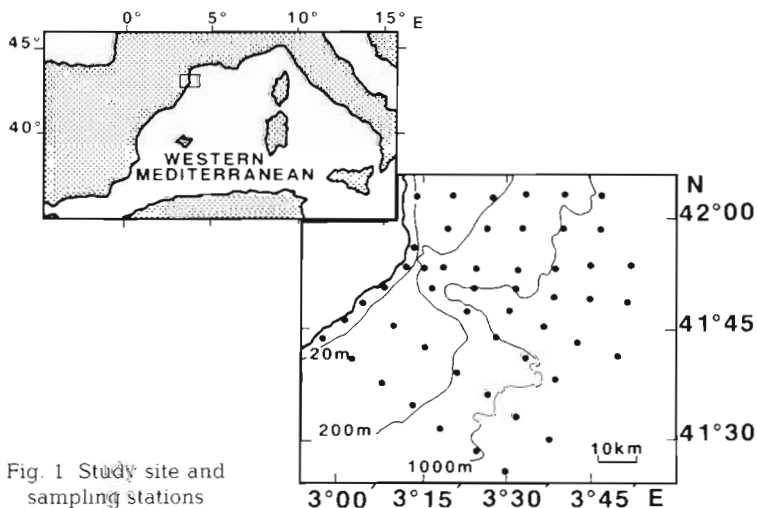 0° 5° 10° 15° E
45°
40°
WESTERN
MEDITERRANEAN
N
42°00
41°45
41°30
20m
200m
1000m
10km
3°00 3°15 3°30 3°45 E
Fig. 1 Study site and
sampling stations